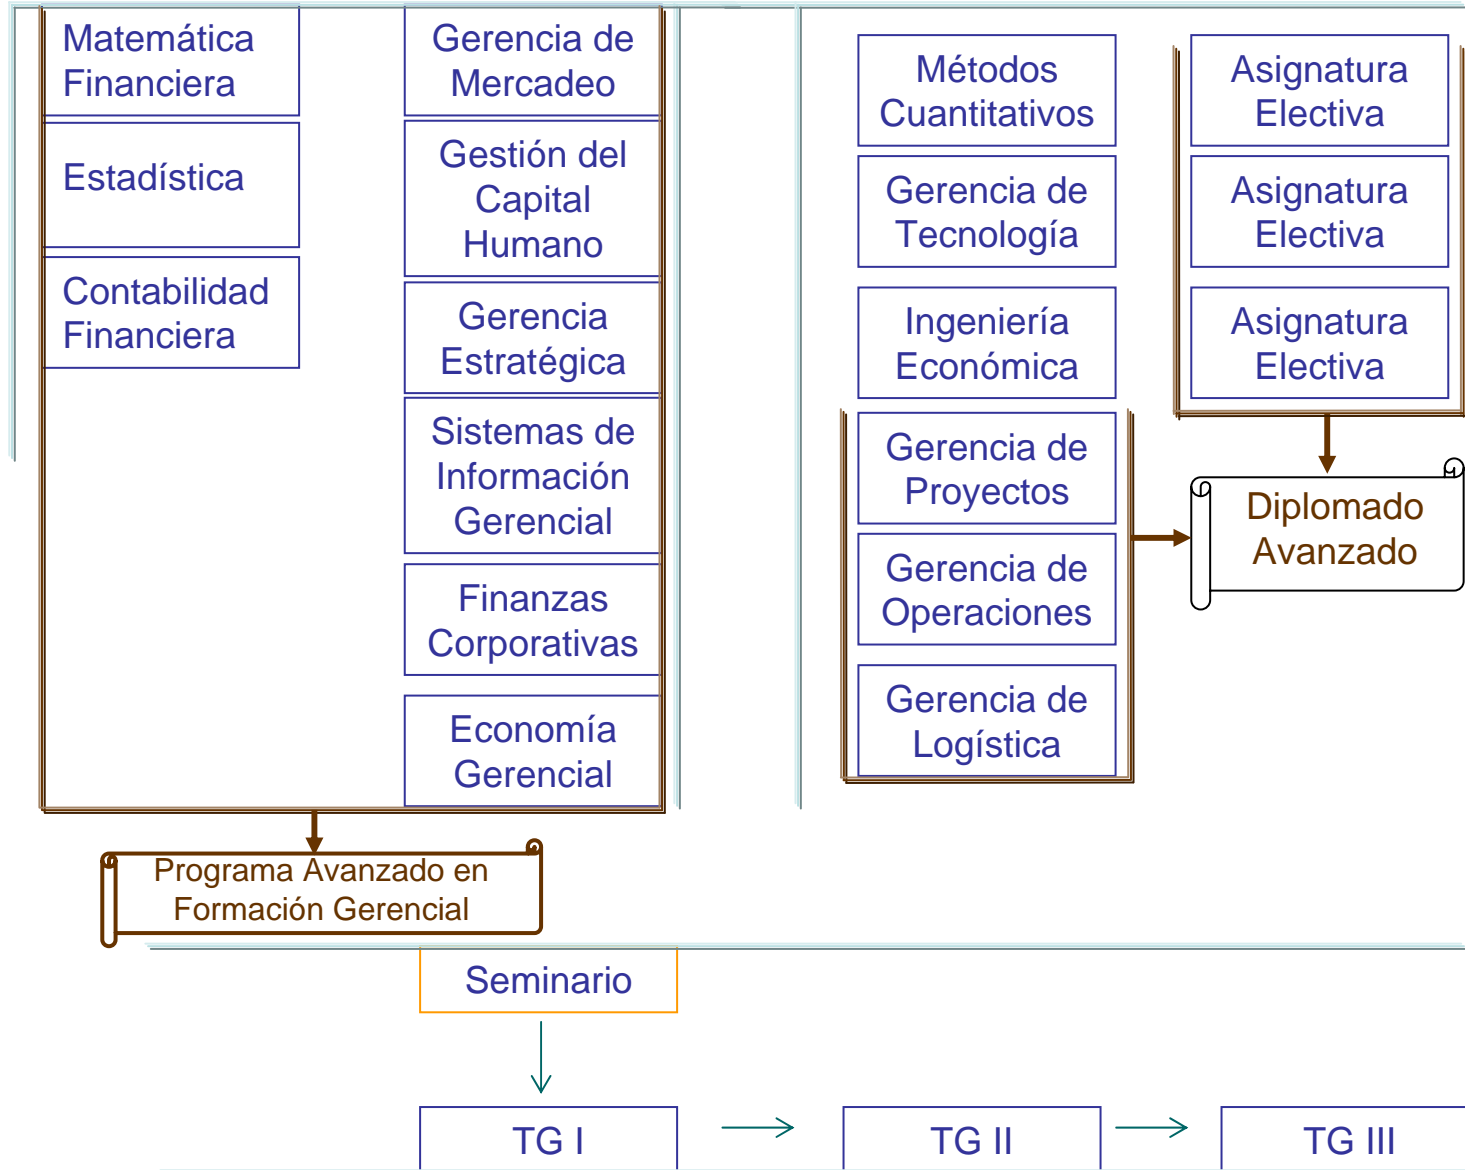 Matemática
Financiera
Estadística
Contabilidad
Financiera
Gerencia de
Mercadeo
Gestión del
Capital
Humano
Gerencia
Estratégica
Sistemas de
Información
Gerencial
Finanzas
Corporativas
Economía
Gerencial
Programa Avanzado en
Formación Gerencial
Métodos
Cuantitativos
Gerencia de
Tecnología
Ingeniería
Económica
Gerencia de
Proyectos
Gerencia de
Operaciones
Gerencia de
Logística
Asignatura
Electiva
Asignatura
Electiva
Asignatura
Electiva
Diplomado
Avanzado
Seminario
TG I
TG II
TG III